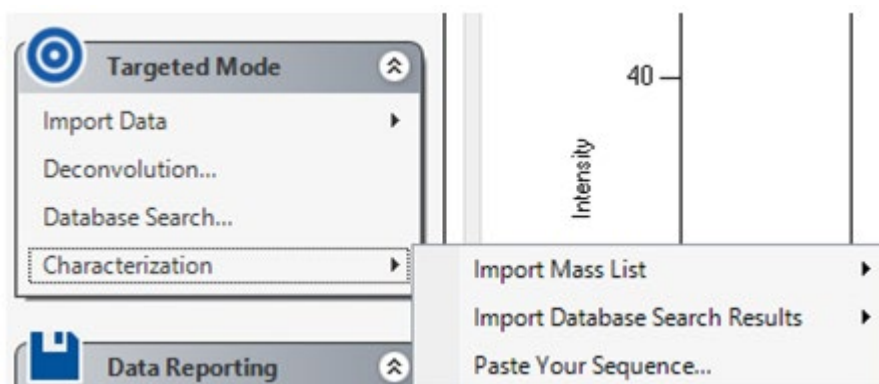 Targeted Mode
Import Data
Deconvolution...
Database Search...
Characterization
Data Reporting
40
Intensity
Import Mass List
Import Database Search Results
Paste Your Sequence...